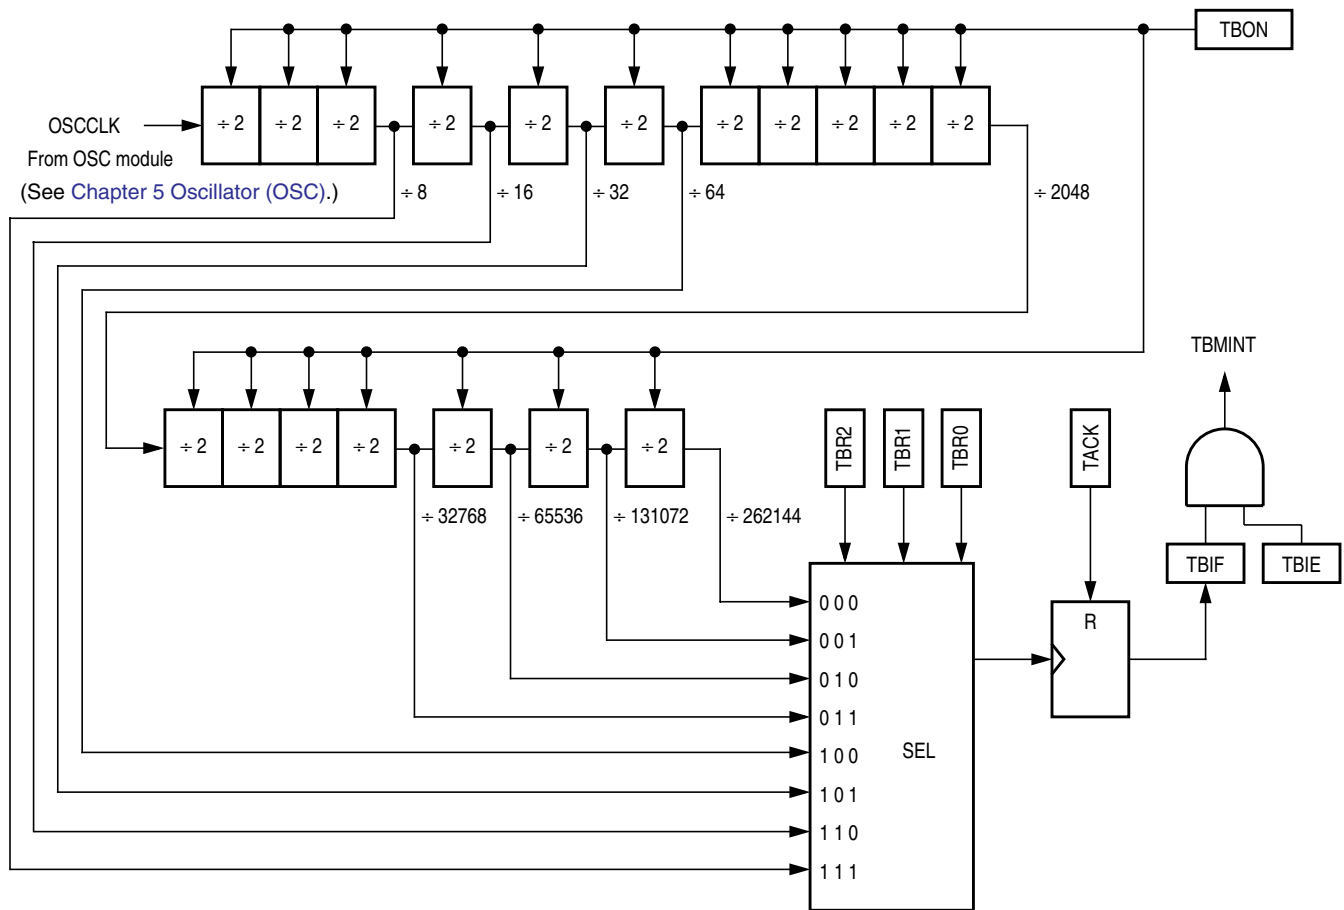 TBON
OSCCLK
÷ 2 ÷ 2 ÷ 2 ÷ 2 ÷ 2 ÷ 2 ÷ 2 ÷ 2 ÷ 2 ÷ 2 ÷ 2
From OSC module
(See Chapter 5 Oscillator (OSC).)
÷ 8 ÷ 16 ÷ 32 ÷ 64 ÷ 2048
TBMINT
÷ 2 ÷ 2 ÷ 2 ÷ 2 ÷ 2 ÷ 2 ÷ 2
TBR2 TBR1 TBR0 TACK
÷ 32768 ÷ 65536 ÷ 131072 ÷ 262144
TBIF TBIE
0 0 0
R
0 0 1
0 1 0
0 1 1
1 0 0
SEL
1 0 1
1 1 0
1 1 1